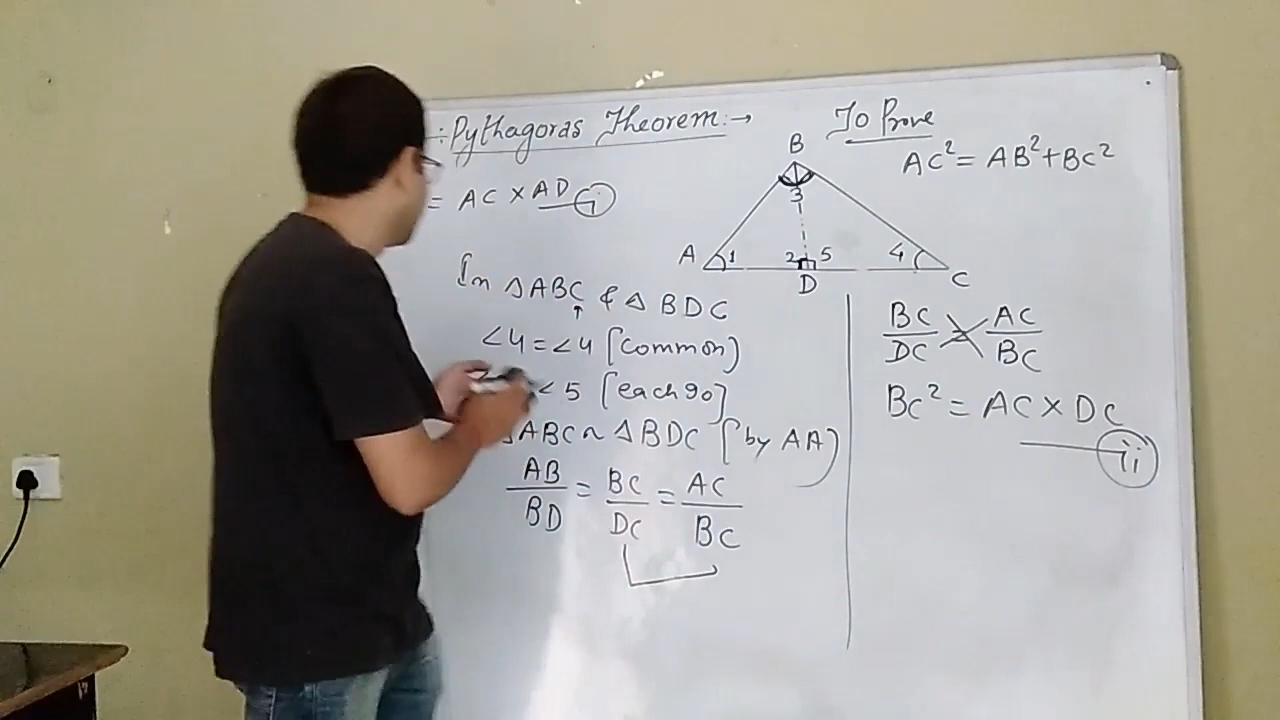 :Pythagoras Theorem:→
To Prove
AC² = AB² + BC²
= AC × AD (i)
B
3
A 1 2 5 4 C
D
In △ABC & △BDC
↑
∠4 = ∠4 [Common)
∠5 [each 90]
△ABC ~ △BDC [by AA)
AB/BD = BC/DC = AC/BC
BC/DC = AC/BC
BC² = AC × DC
(ii)